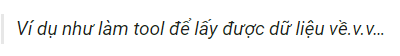 Ví dụ như làm tool để lấy được dữ liệu về.v.v...